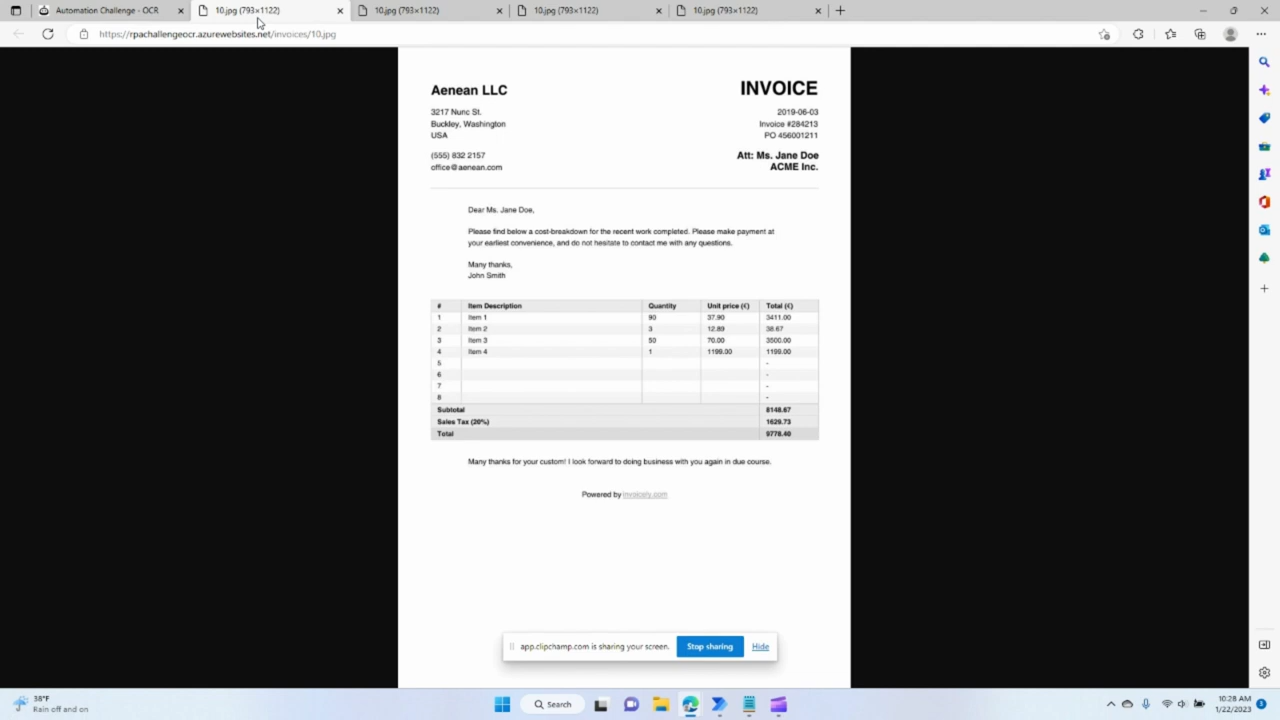 Automation Challenge - OCR
10.jpg (793×1122)
10.jpg (793×1122)
10.jpg (793×1122)
10.jpg (793×1122)
https://rpachallengeocr.azurewebsites.net/invoices/10.jpg
Aenean LLC
INVOICE
3217 Nunc St.
2019-06-03
Buckley, Washington
Invoice #284213
USA
PO 456001211
(555) 832 2157
Att: Ms. Jane Doe
office@aenean.com
ACME Inc.
Dear Ms. Jane Doe,
Please find below a cost-breakdown for the recent work completed. Please make payment at
your earliest convenience, and do not hesitate to contact me with any questions.
Many thanks,
John Smith
# Item Description Quantity Unit price (€) Total (€)
1 Item 1 90 37.90 3411.00
2 Item 2 3 12.89 38.67
3 Item 3 50 70.00 3500.00
4 Item 4 1 1199.00 1199.00
5 -
6 -
7 -
8 -
Subtotal 8148.67
Sales Tax (20%) 1629.73
Total 9778.40
Many thanks for your custom! I look forward to doing business with you again in due course.
Powered by invoicely.com
app.clipchamp.com is sharing your screen.
Stop sharing
Hide
38°F
Rain off and on
Search
10:28 AM
1/22/2023